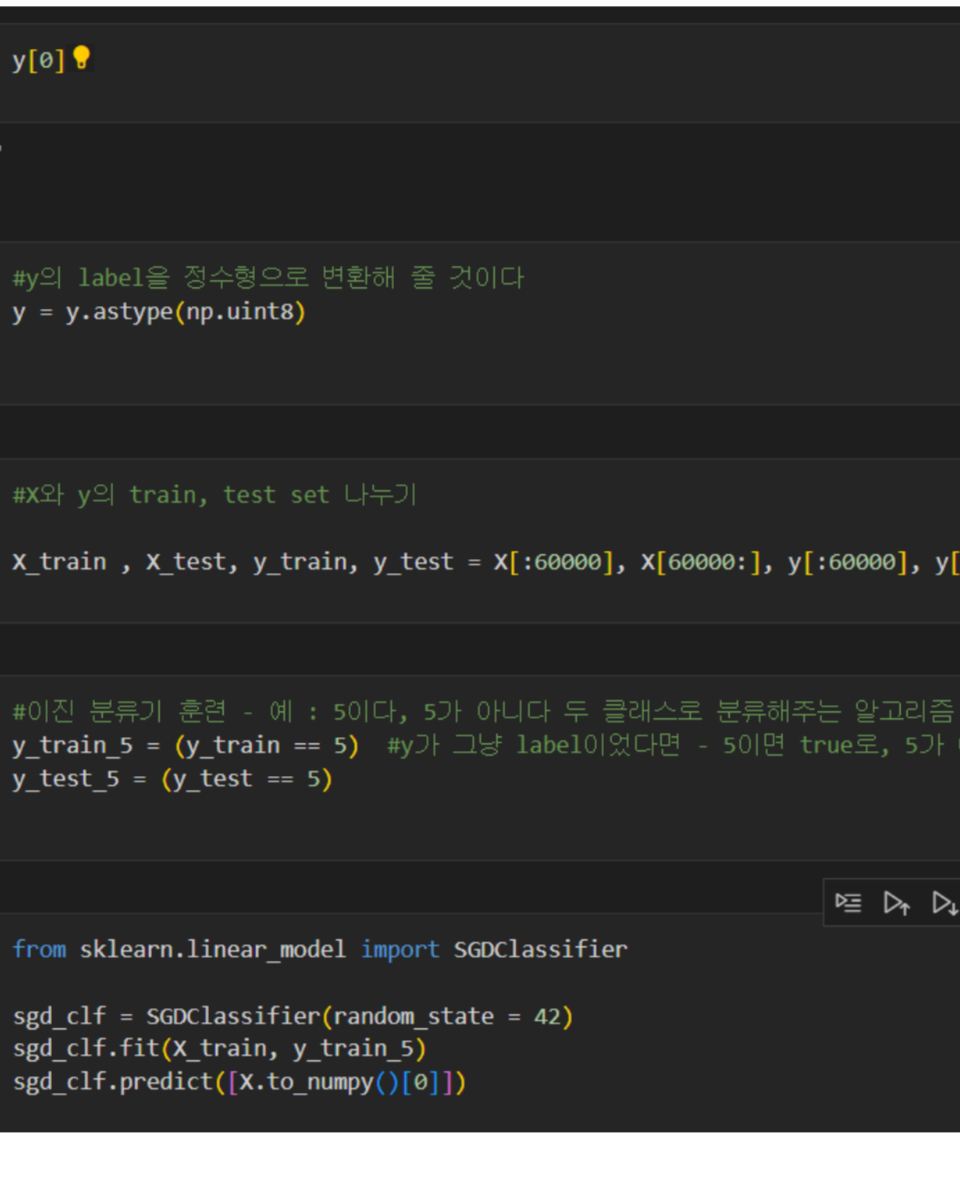 y[0]
#y의 label을 정수형으로 변환해 줄 것이다
y = y.astype(np.uint8)
#X와 y의 train, test set 나누기
X_train , X_test, y_train, y_test = X[:60000], X[60000:], y[:60000], y[
#이진 분류기 훈련 - 예 : 5이다, 5가 아니다 두 클래스로 분류해주는 알고리즘
y_train_5 = (y_train == 5)  #y가 그냥 label이었다면 - 5이면 true로, 5가
y_test_5 = (y_test == 5)
from sklearn.linear_model import SGDClassifier
sgd_clf = SGDClassifier(random_state = 42)
sgd_clf.fit(X_train, y_train_5)
sgd_clf.predict([X.to_numpy()[0]])